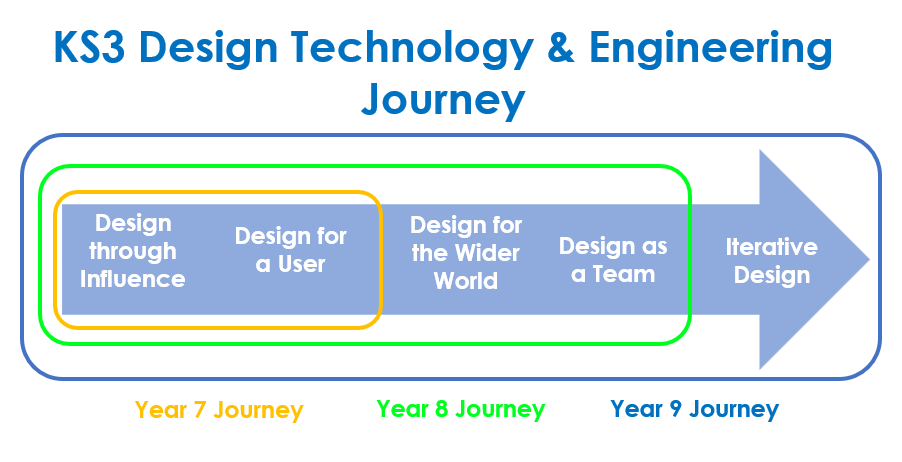 KS3 Design Technology & Engineering
Journey
Design
through
Influence
Design for
a User
Design for
the Wider
World
Design as
a Team
Iterative
Design
Year 7 Journey
Year 8 Journey
Year 9 Journey